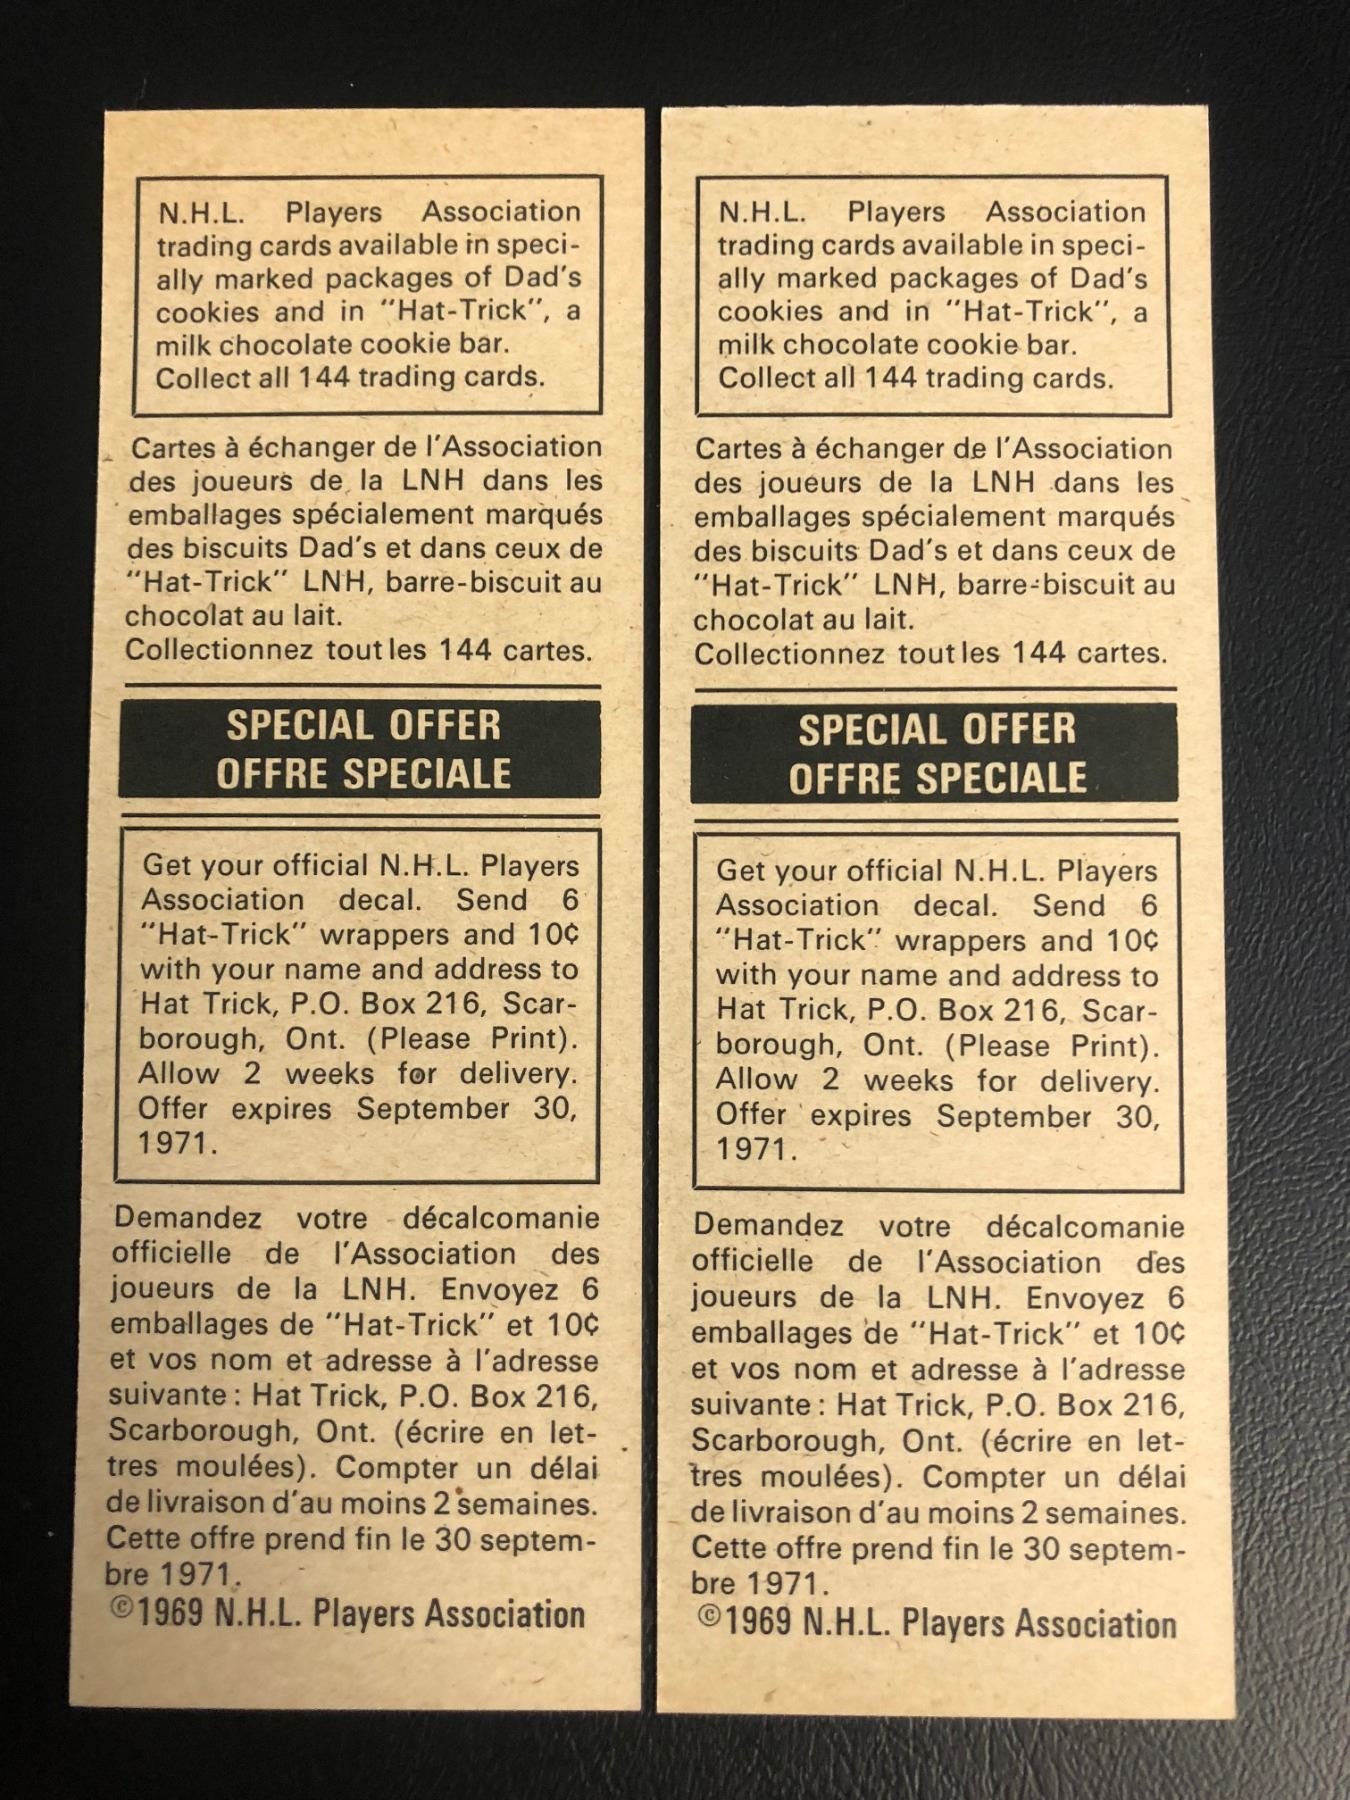 N.H.L. Players Association
trading cards available in speci-
ally marked packages of Dad's
cookies and in "Hat-Trick", a
milk chocolate cookie bar.
Collect all 144 trading cards.
Cartes à échanger de l'Association
des joueurs de la LNH dans les
emballages spécialement marqués
des biscuits Dad's et dans ceux de
"Hat-Trick" LNH, barre-biscuit au
chocolat au lait.
Collectionnez tout les 144 cartes.
SPECIAL OFFER
OFFRE SPECIALE
Get your official N.H.L. Players
Association decal. Send 6
"Hat-Trick" wrappers and 10¢
with your name and address to
Hat Trick, P.O. Box 216, Scar-
borough, Ont. (Please Print).
Allow 2 weeks for delivery.
Offer expires September 30,
1971.
Demandez votre décalcomanie
officielle de l'Association des
joueurs de la LNH. Envoyez 6
emballages de "Hat-Trick" et 10¢
et vos nom et adresse à l'adresse
suivante: Hat Trick, P.O. Box 216,
Scarborough, Ont. (écrire en let-
tres moulées). Compter un délai
de livraison d'au moins 2 semaines.
Cette offre prend fin le 30 septem-
bre 1971.
©1969 N.H.L. Players Association
N.H.L. Players Association
trading cards available in speci-
ally marked packages of Dad's
cookies and in "Hat-Trick", a
milk chocolate cookie bar.
Collect all 144 trading cards.
Cartes à échanger de l'Association
des joueurs de la LNH dans les
emballages spécialement marqués
des biscuits Dad's et dans ceux de
"Hat-Trick" LNH, barre-biscuit au
chocolat au lait.
Collectionnez tout les 144 cartes.
SPECIAL OFFER
OFFRE SPECIALE
Get your official N.H.L. Players
Association decal. Send 6
"Hat-Trick" wrappers and 10¢
with your name and address to
Hat Trick, P.O. Box 216, Scar-
borough, Ont. (Please Print).
Allow 2 weeks for delivery.
Offer expires September 30,
1971.
Demandez votre décalcomanie
officielle de l'Association des
joueurs de la LNH. Envoyez 6
emballages de "Hat-Trick" et 10¢
et vos nom et adresse à l'adresse
suivante: Hat Trick, P.O. Box 216,
Scarborough, Ont. (écrire en let-
tres moulées). Compter un délai
de livraison d'au moins 2 semaines.
Cette offre prend fin le 30 septem-
bre 1971.
©1969 N.H.L. Players Association